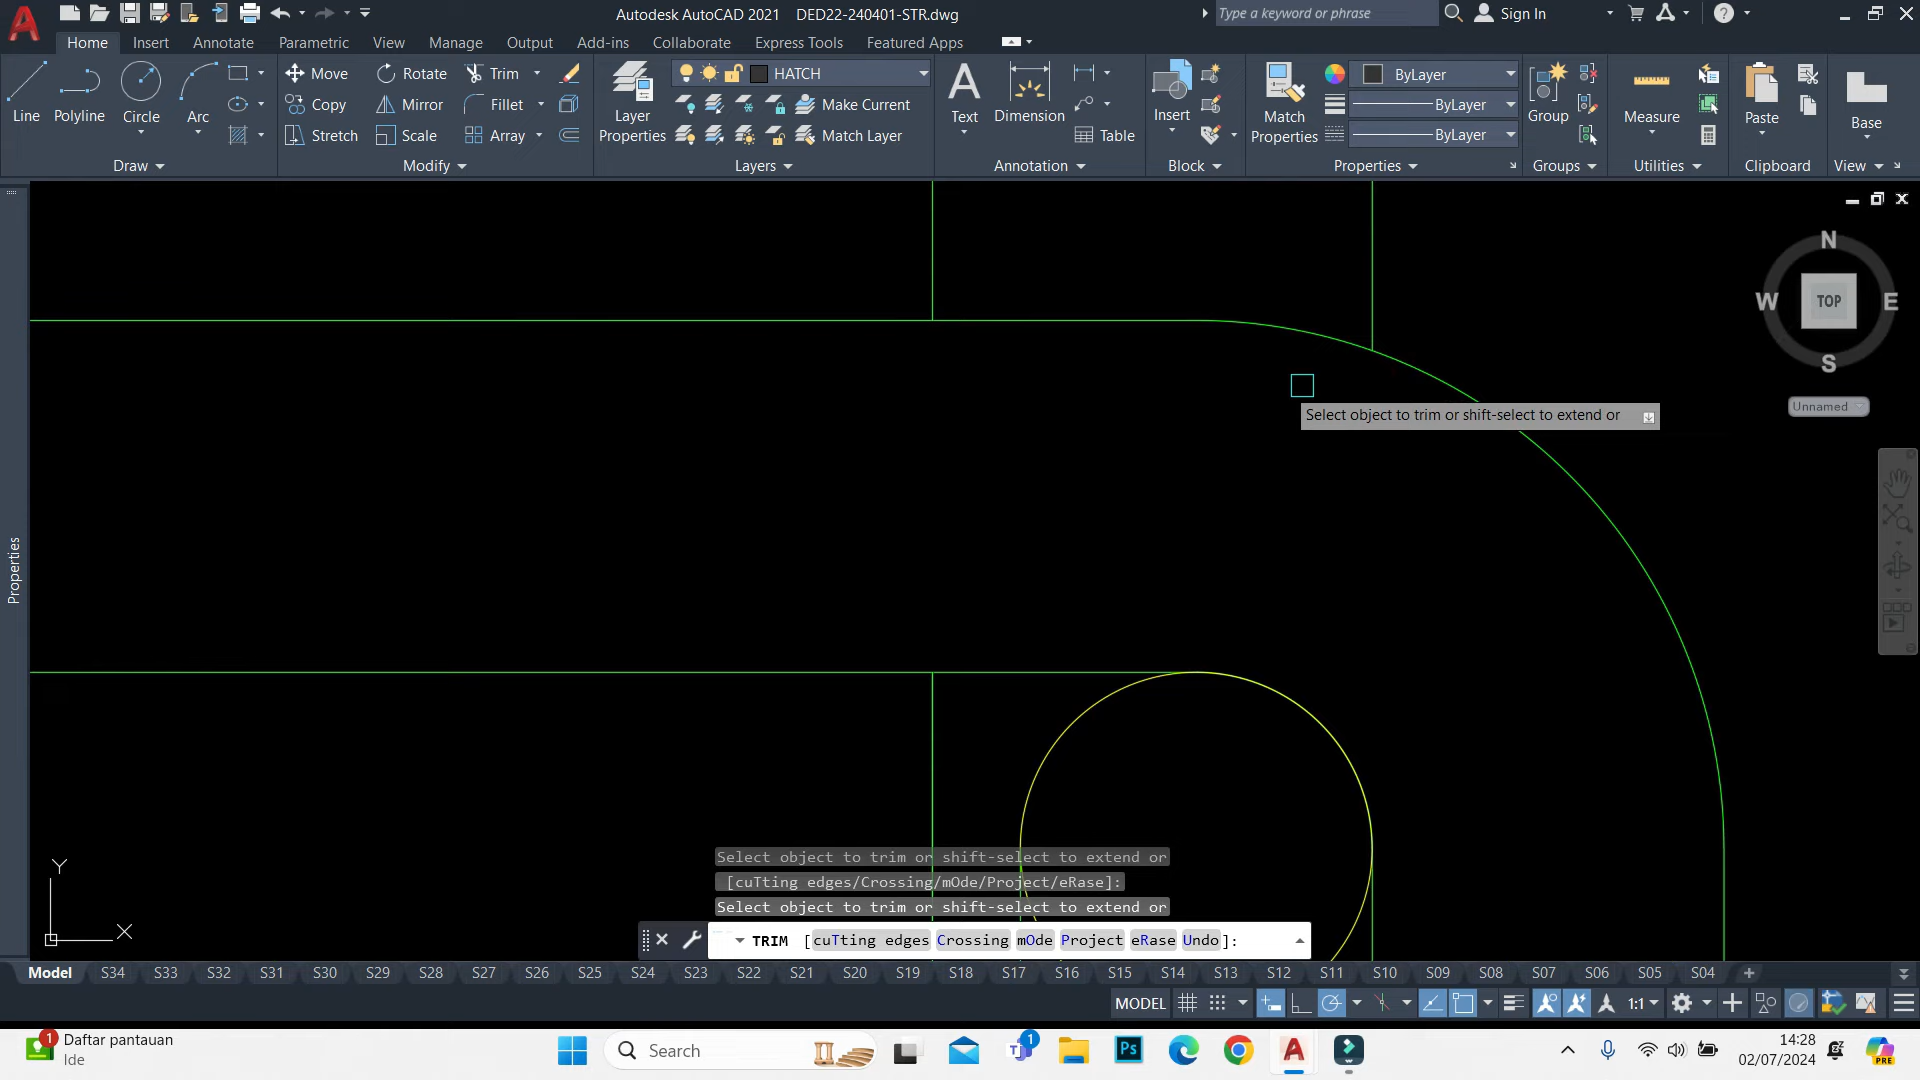 Autodesk AutoCAD 2021 DED22-240401-STR.dwg
Type a keyword or phrase
Sign In
Home Insert Annotate Parametric View Manage Output Add-ins Collaborate Express Tools Featured Apps
Line Polyline Circle Arc
Draw
Move Rotate Trim
Copy Mirror Fillet
Stretch Scale Array
Modify
Layer Properties
HATCH
Make Current
Match Layer
Layers
Text Dimension
Table
Annotation
Insert
Block
Match Properties
ByLayer
ByLayer
ByLayer
Properties
Group
Groups
Measure
Utilities
Paste
Clipboard
Base
View
N
W TOP E
S
Unnamed
Select object to trim or shift-select to extend or
Properties
Y
X
Select object to trim or shift-select to extend or
[cuTting edges/Crossing/mOde/Project/eRase]:
Select object to trim or shift-select to extend or
TRIM [cuTting edges Crossing mOde Project eRase Undo]:
Model S34 S33 S32 S31 S30 S29 S28 S27 S26 S25 S24 S23 S22 S21 S20 S19 S18 S17 S16 S15 S14 S13 S12 S11 S10 S09 S08 S07 S06 S05 S04
MODEL 1:1
1 Daftar pantauan
Ide
Search
1
Ps
14:28
02/07/2024
PRE